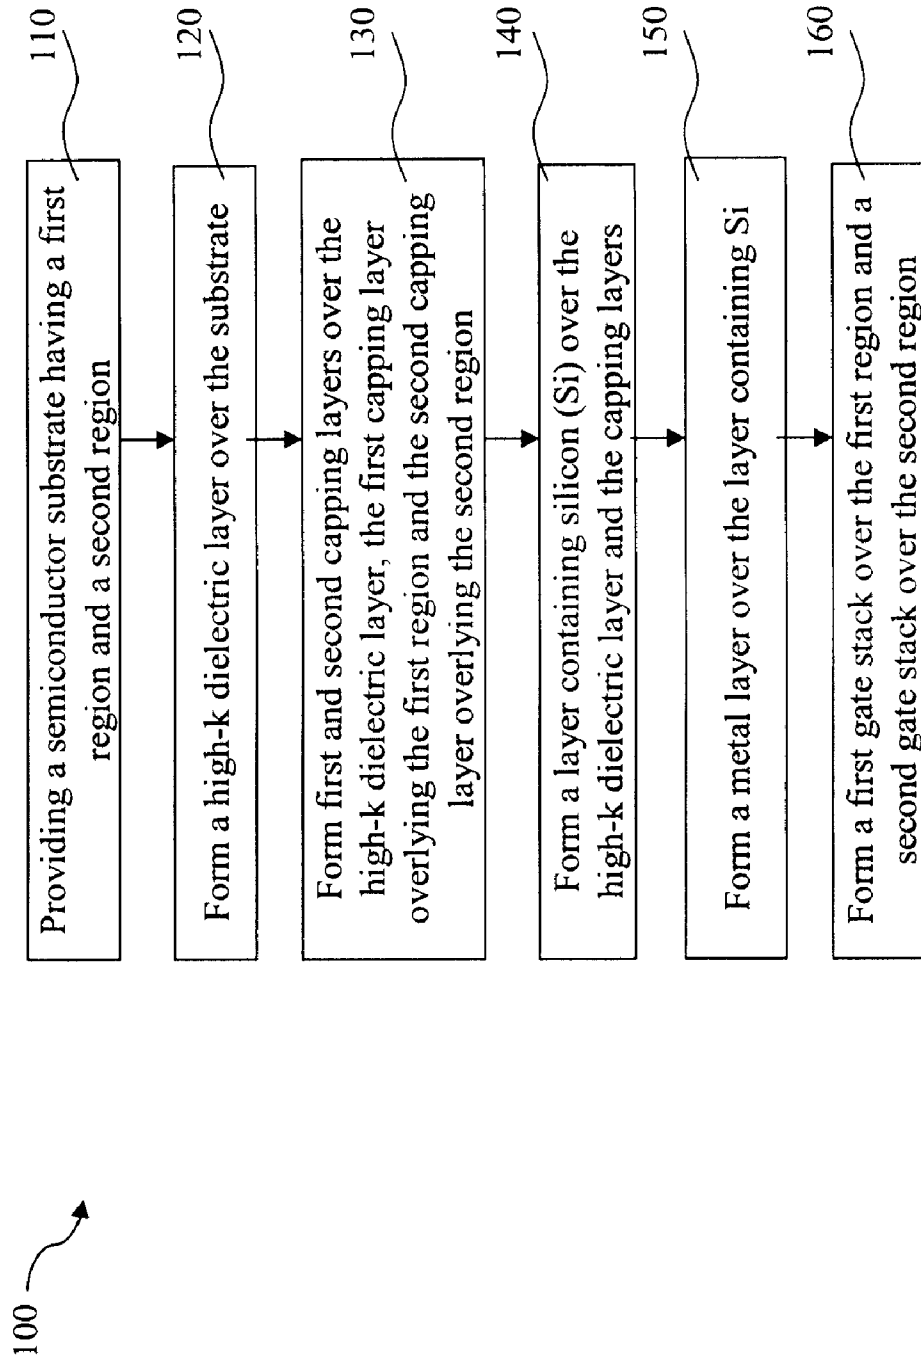 100
Providing a semiconductor substrate having a first
region and a second region
110
Form a high-k dielectric layer over the substrate
120
Form first and second capping layers over the
high-k dielectric layer, the first capping layer
overlying the first region and the second capping
layer overlying the second region
130
Form a layer containing silicon (Si) over the
high-k dielectric layer and the capping layers
140
Form a metal layer over the layer containing Si
150
Form a first gate stack over the first region and a
second gate stack over the second region
160